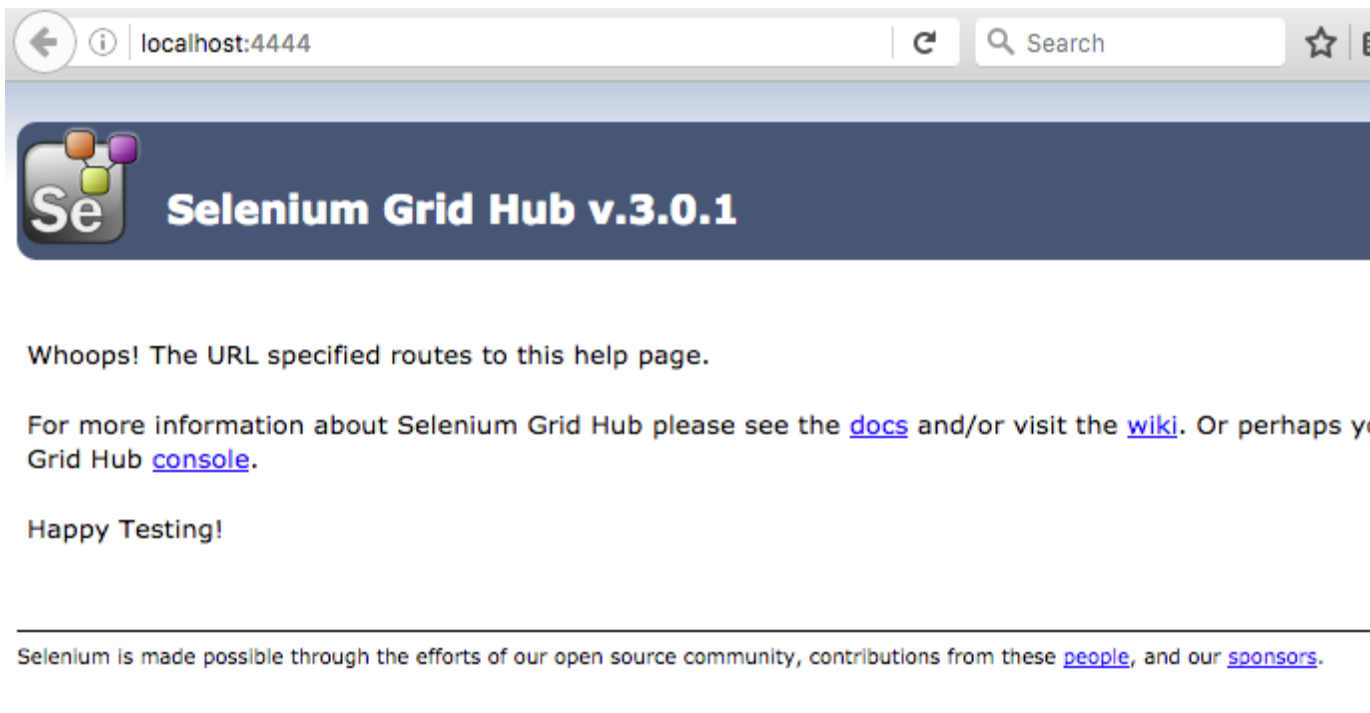 localhost:4444
Search
Se
Selenium Grid Hub v.3.0.1
Whoops! The URL specified routes to this help page.
For more information about Selenium Grid Hub please see the docs and/or visit the wiki. Or perhaps
Grid Hub console.
Happy Testing!
Selenium is made possible through the efforts of our open source community, contributions from these people, and our sponsors.